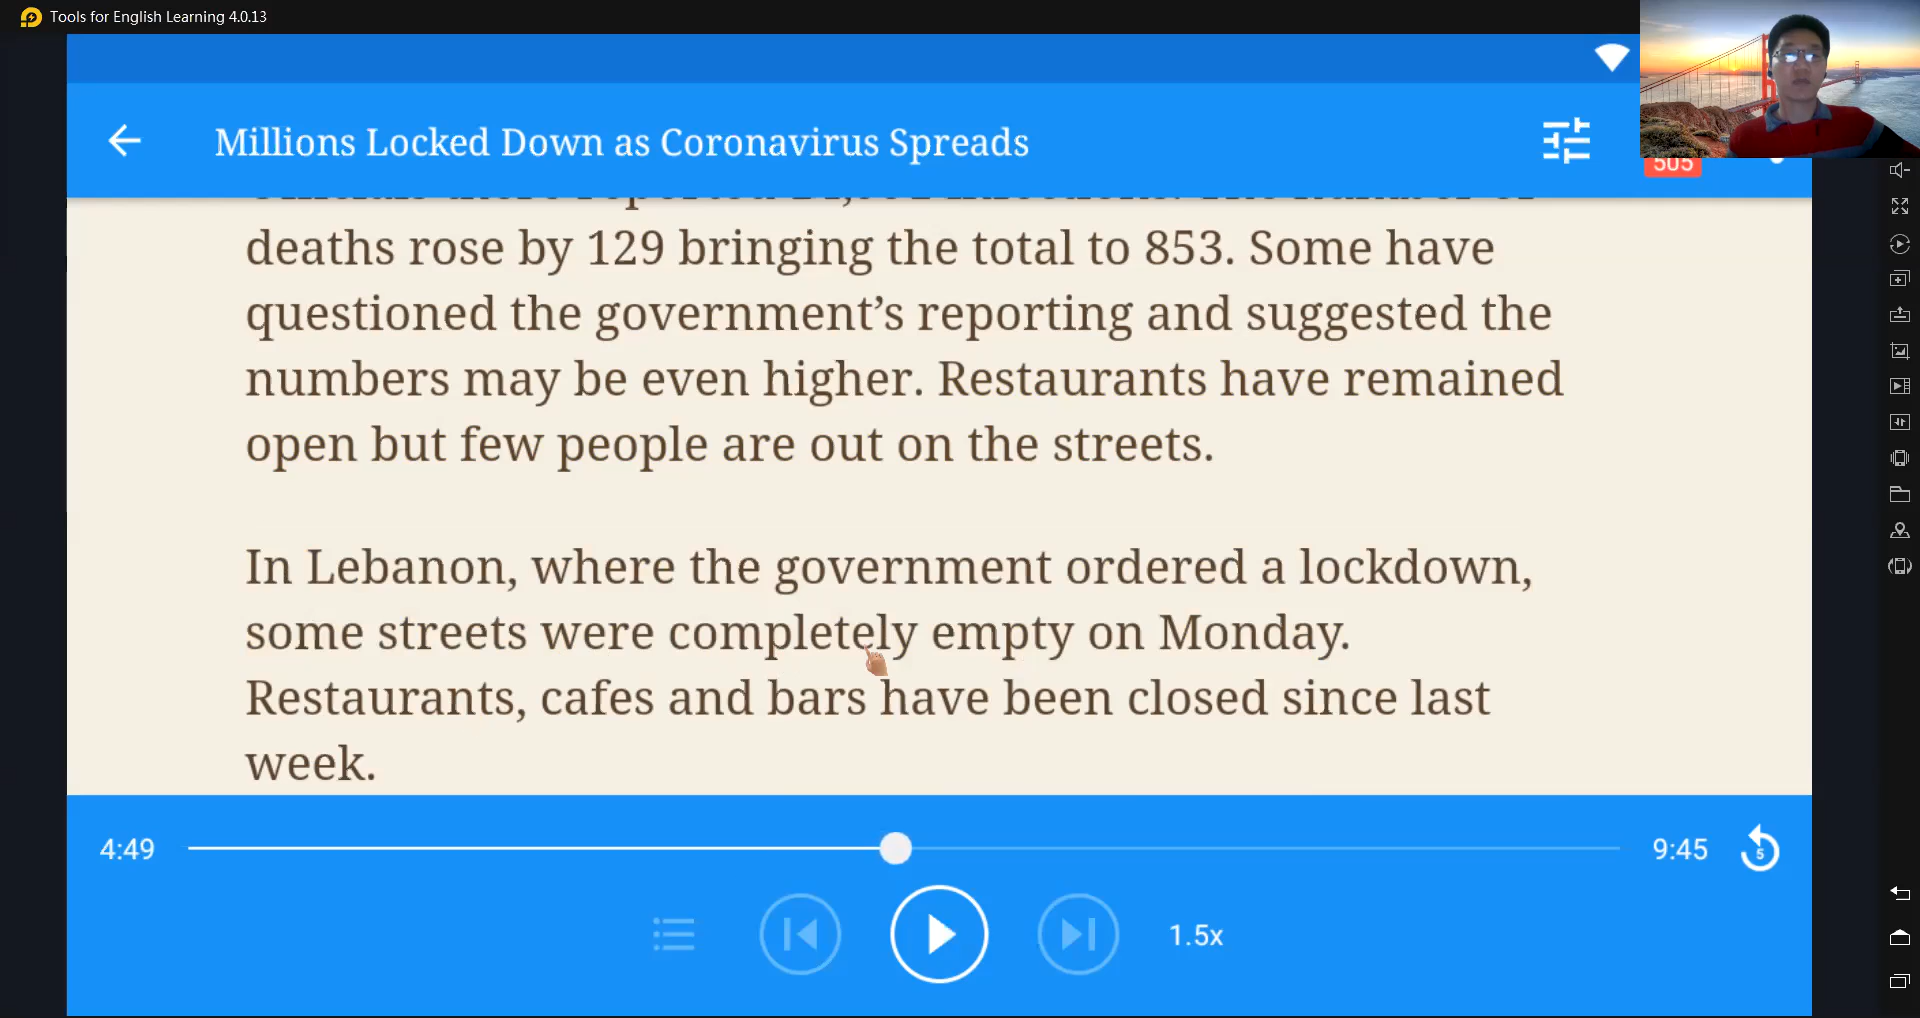 Tools for English Learning 4.0.13
Millions Locked Down as Coronavirus Spreads
505
deaths rose by 129 bringing the total to 853. Some have
questioned the government’s reporting and suggested the
numbers may be even higher. Restaurants have remained
open but few people are out on the streets.
In Lebanon, where the government ordered a lockdown,
some streets were completely empty on Monday.
Restaurants, cafes and bars have been closed since last
week.
4:49
9:45
5
1.5x